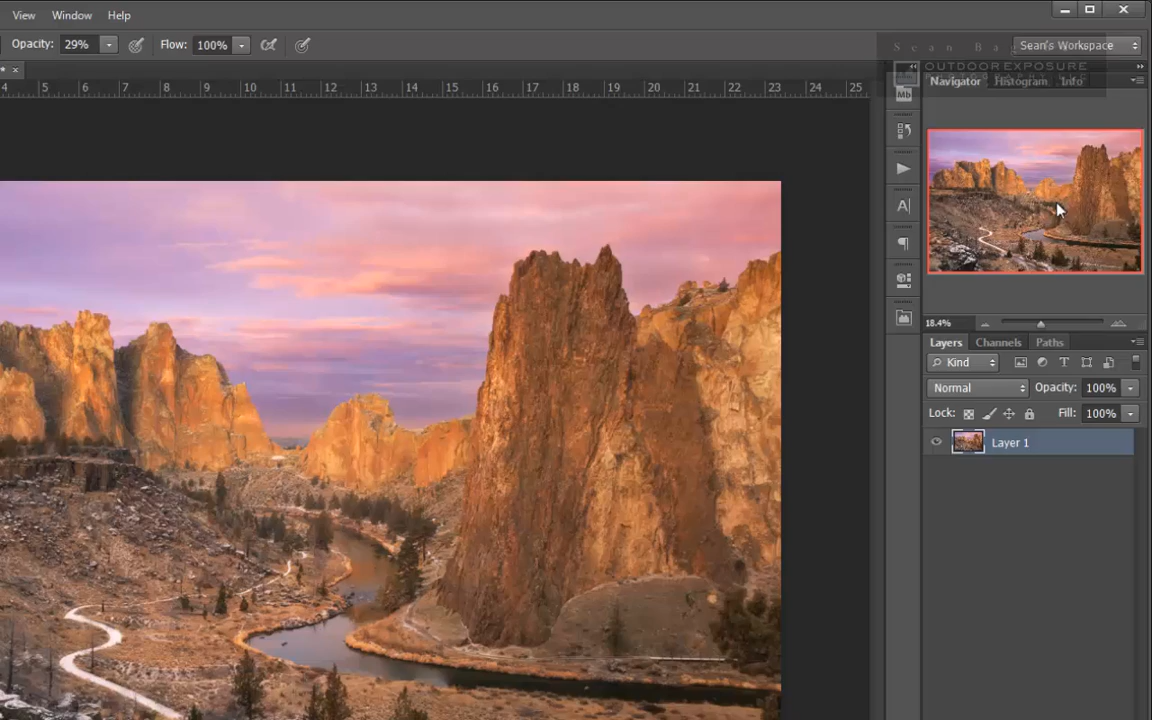 View Window Help
Opacity: 29% Flow: 100% Sean's Workspace
* ×
4 5 6 7 8 9 10 11 12 13 14 15 16 17 18 19 20 21 22 23 24 25
OUTDOOREXPOSURE
Navigator Histogram Info
Mb
A
18.4%
Layers Channels Paths
Kind T
Normal Opacity: 100%
Lock: Fill: 100%
Layer 1